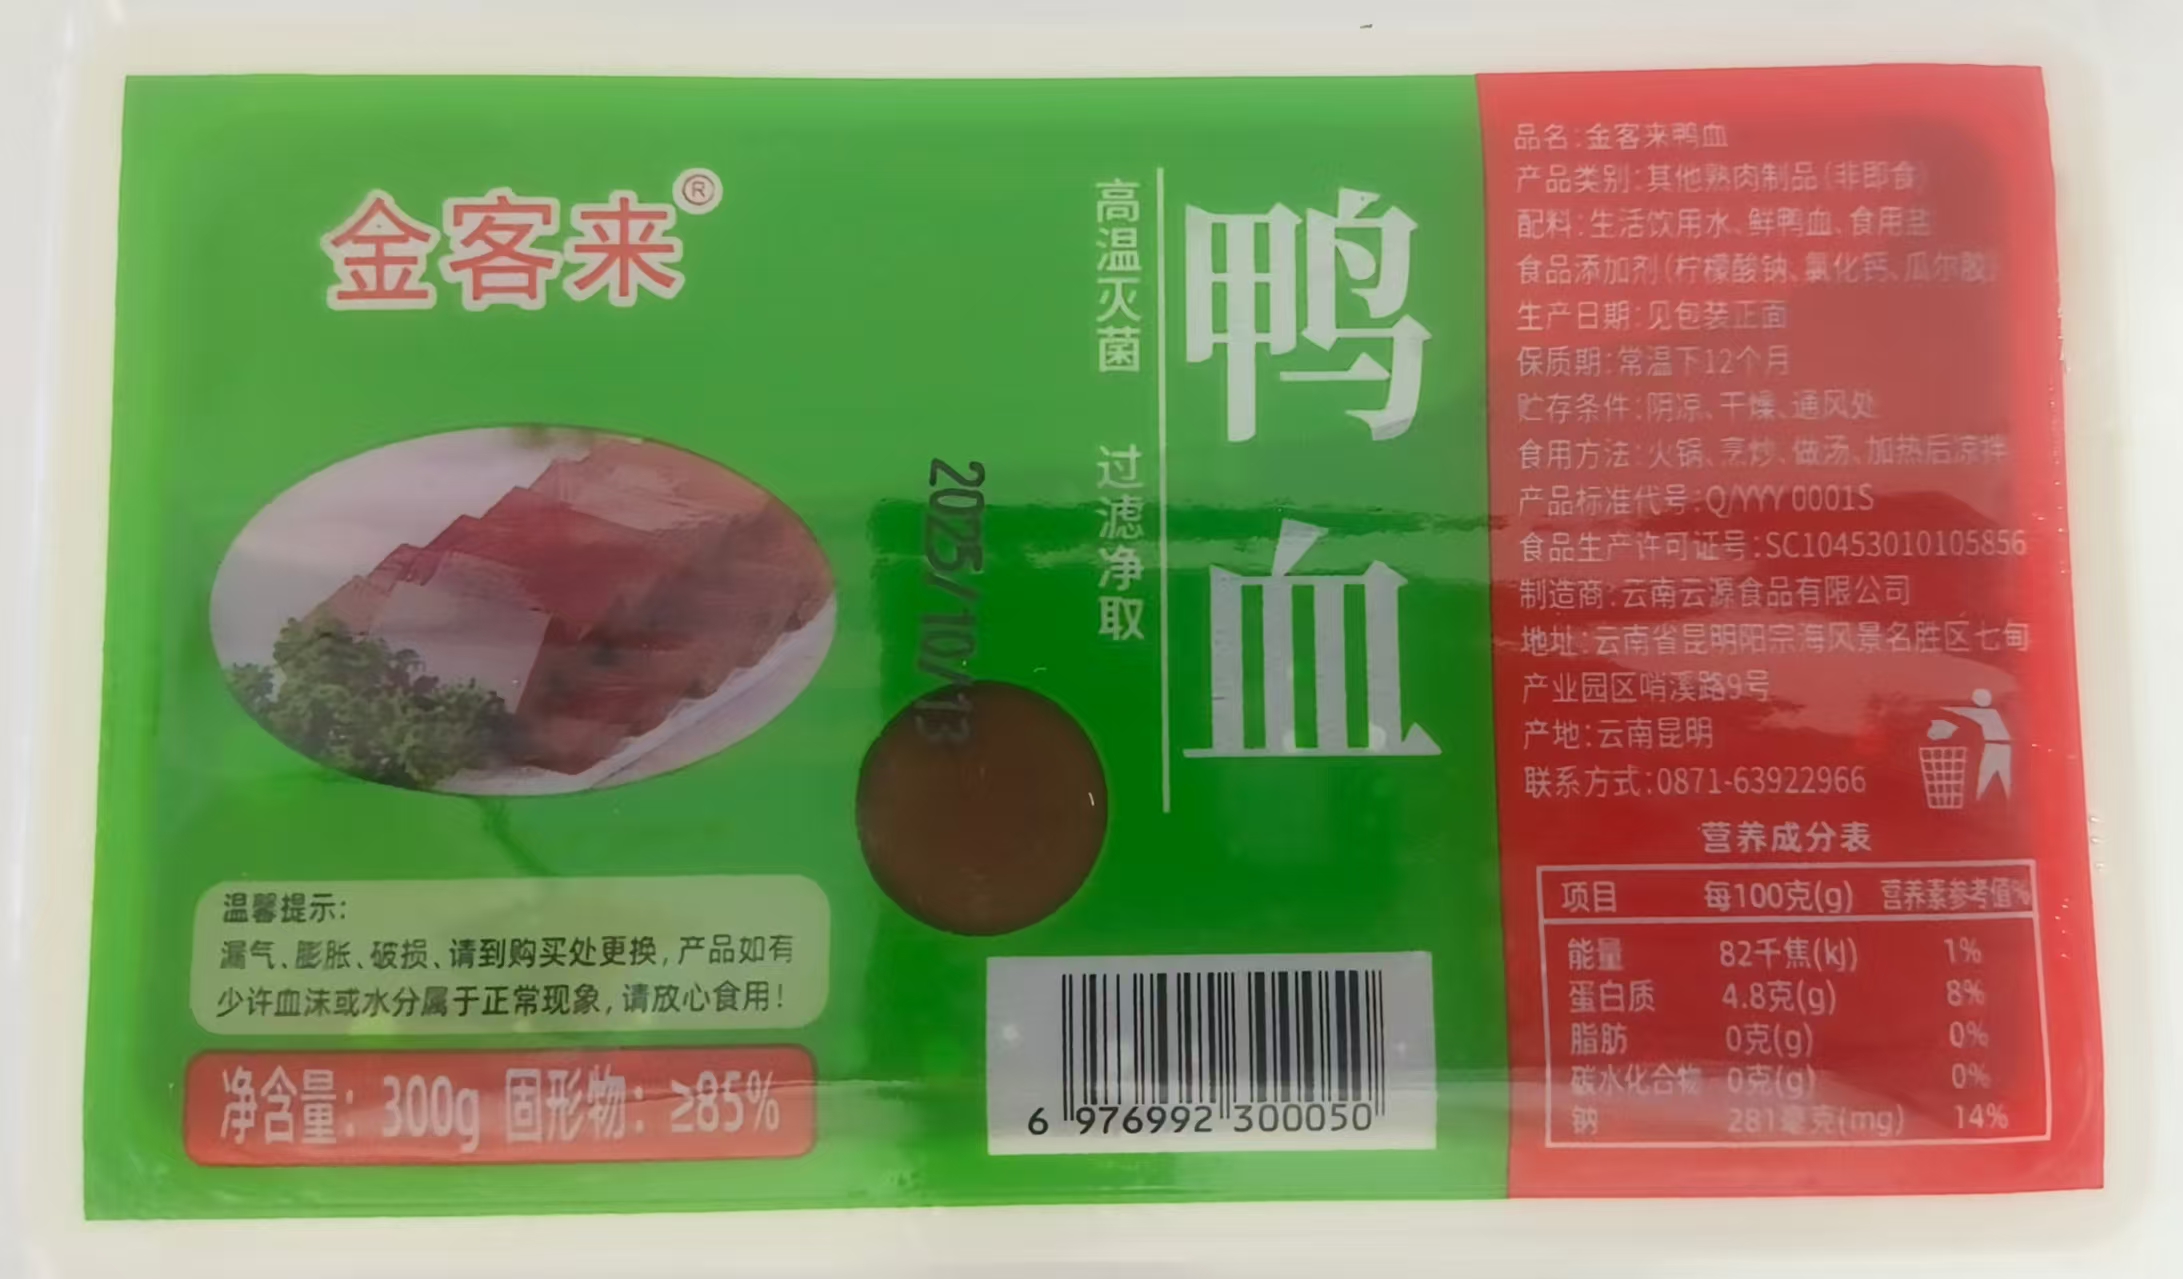 金客来®
高温灭菌 过滤净取
鸭血
2025/10/13
温馨提示:
漏气、膨胀、破损、请到购买处更换,产品如有
少许血沫或水分属于正常现象,请放心食用!
净含量: 300g 固形物: ≥85%
6 976992 300050
品名:金客来鸭血
产品类别:其他熟肉制品(非即食)
配料:生活饮用水、鲜鸭血、食用盐
食品添加剂(柠檬酸钠、氯化钙、瓜尔胶)
生产日期:见包装正面
保质期:常温下12个月
贮存条件:阴凉、干燥、通风处
食用方法:火锅、烹炒、做汤、加热后凉拌
产品标准代号:Q/YYY 0001S
食品生产许可证号:SC10453010105856
制造商:云南云源食品有限公司
地址:云南省昆明阳宗海风景名胜区七甸
产业园区哨溪路9号
产地:云南昆明
联系方式:0871-63922966
营养成分表
项目 每100克(g) 营养素参考值%
能量 82千焦(kJ) 1%
蛋白质 4.8克(g) 8%
脂肪 0克(g) 0%
碳水化合物 0克(g) 0%
钠 281毫克(mg) 14%